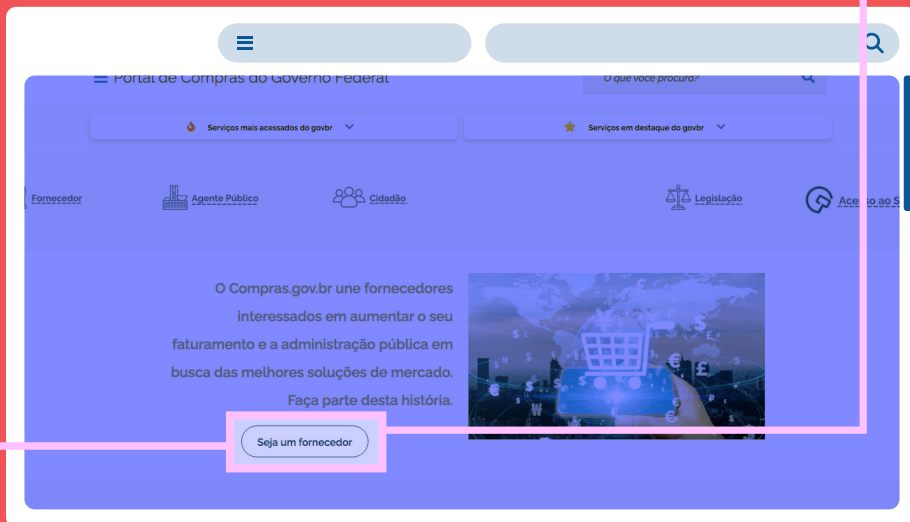 Portal de Compras do Governo Federal
O que você procura?
Serviços mais acessados do govbr
Serviços em destaque do govbr
Fornecedor
Agente Público
Cidadão
Legislação
Acesso ao S
O Compras.gov.br une fornecedores
interessados em aumentar o seu
faturamento e a administração pública em
busca das melhores soluções de mercado.
Faça parte desta história.
Seja um fornecedor